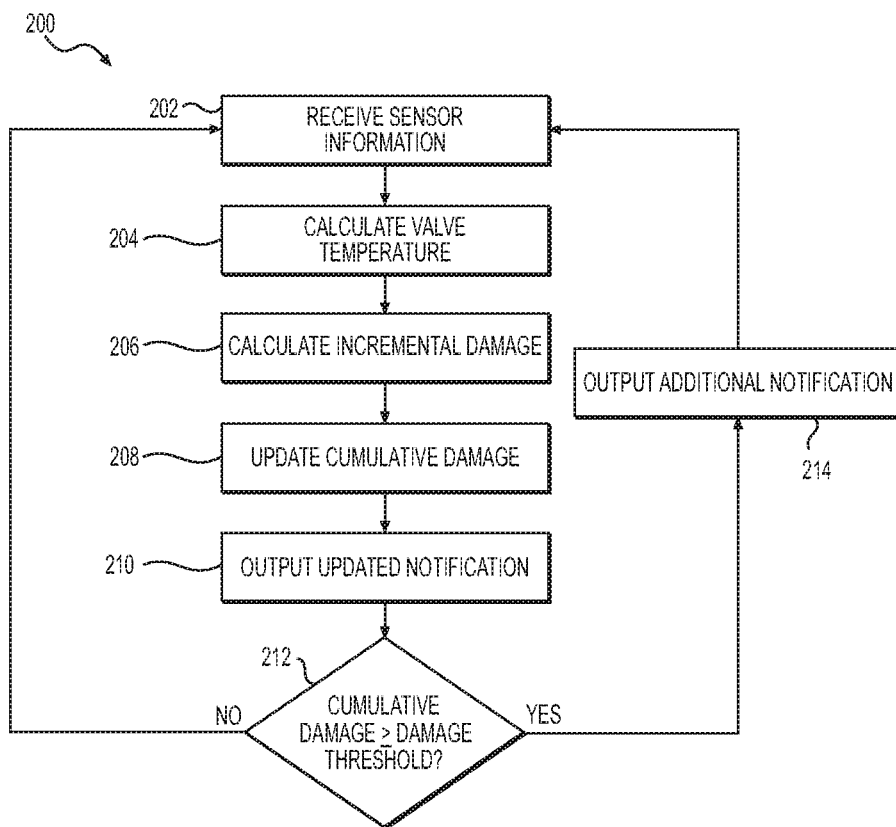 200
202
RECEIVE SENSOR
INFORMATION
204
CALCULATE VALVE
TEMPERATURE
206
CALCULATE INCREMENTAL DAMAGE
OUTPUT ADDITIONAL NOTIFICATION
214
208
UPDATE CUMULATIVE DAMAGE
210
OUTPUT UPDATED NOTIFICATION
212
NO
CUMULATIVE
DAMAGE ≥ DAMAGE
THRESHOLD?
YES